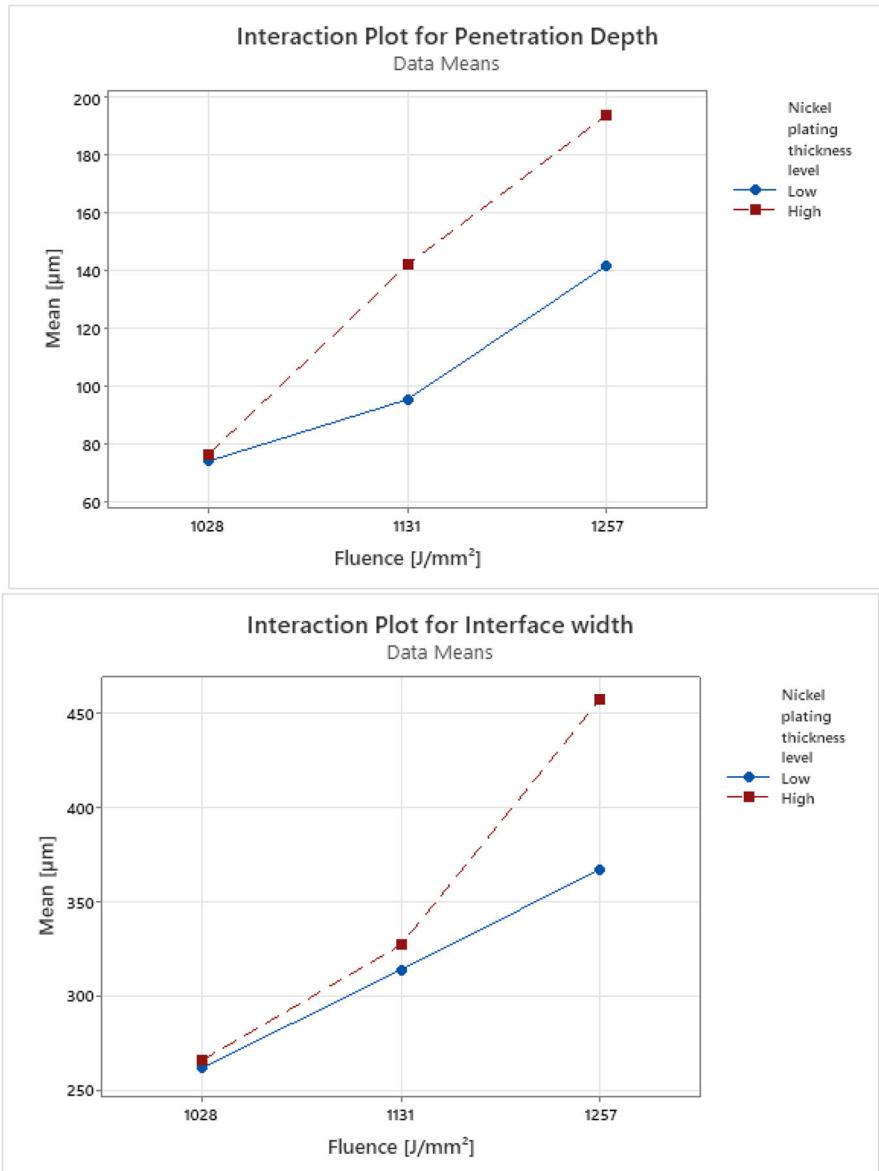 Interaction Plot for Penetration Depth
Data Means
200
180
160
140
120
100
80
60
Mean [µm]
1028
1131
1257
Fluence [J/mm²]
Nickel
plating
thickness
level
Low
High
Interaction Plot for Interface width
Data Means
450
400
350
300
250
Mean [µm]
1028
1131
1257
Fluence [J/mm²]
Nickel
plating
thickness
level
Low
High